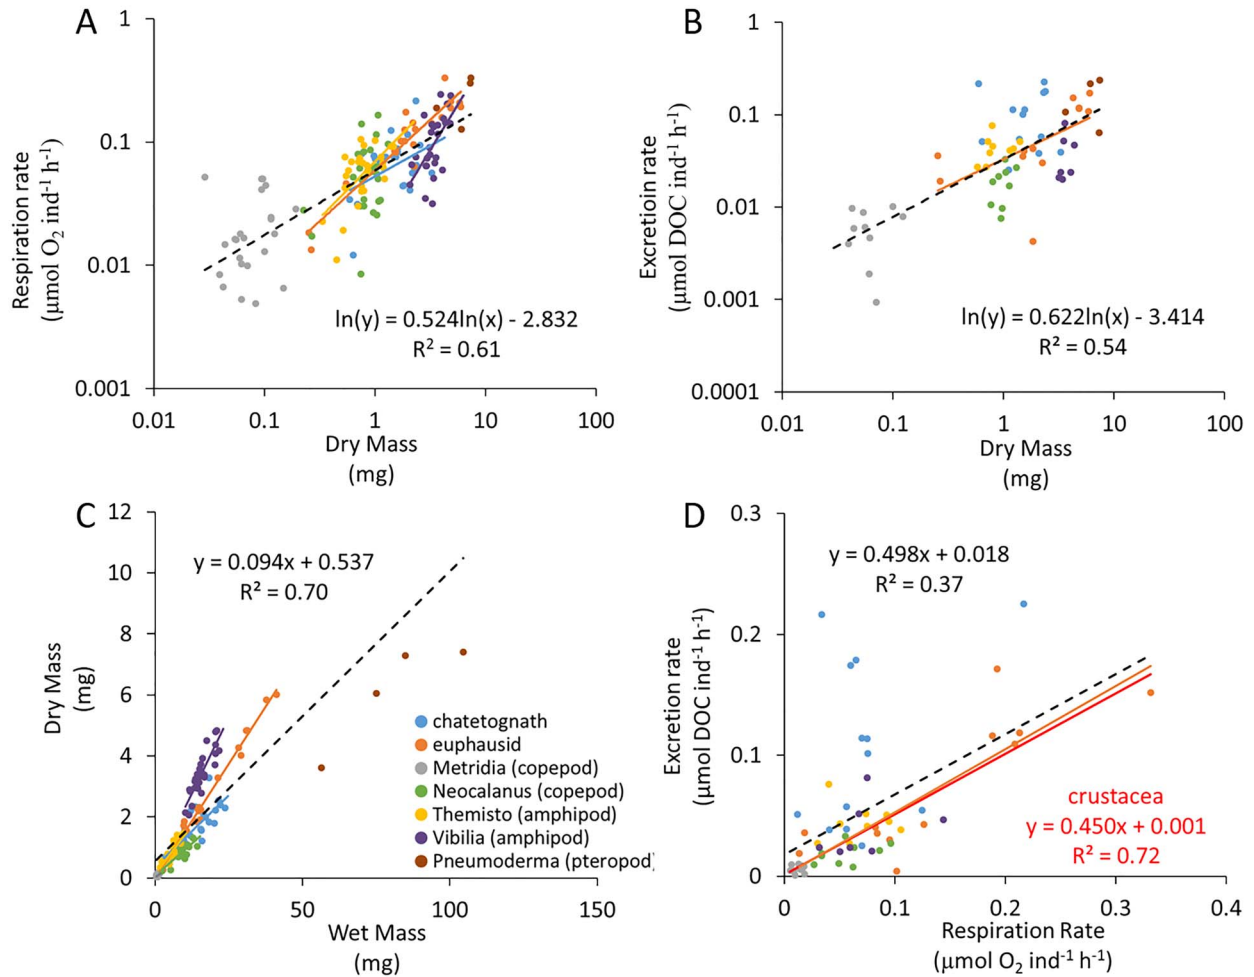 A
1
0.1
0.01
0.001
Respiration rate
(µmol O₂ ind⁻¹ h⁻¹)
ln(y) = 0.524ln(x) - 2.832
R² = 0.61
0.01 0.1 1 10 100
Dry Mass
(mg)
B
1
0.1
0.01
0.001
0.0001
Excretioin rate
(µmol DOC ind⁻¹ h⁻¹)
ln(y) = 0.622ln(x) - 3.414
R² = 0.54
0.01 0.1 1 10 100
Dry Mass
(mg)
C
12
10
8
6
4
2
0
Dry Mass
(mg)
y = 0.094x + 0.537
R² = 0.70
chatetognath
euphausid
Metridia (copepod)
Neocalanus (copepod)
Themisto (amphipod)
Vibilia (amphipod)
Pneumoderma (pteropod)
0 50 100 150
Wet Mass
(mg)
D
0.3
0.2
0.1
0
Excretion rate
(µmol DOC ind⁻¹ h⁻¹)
y = 0.498x + 0.018
R² = 0.37
crustacea
y = 0.450x + 0.001
R² = 0.72
0 0.1 0.2 0.3 0.4
Respiration Rate
(µmol O₂ ind⁻¹ h⁻¹)